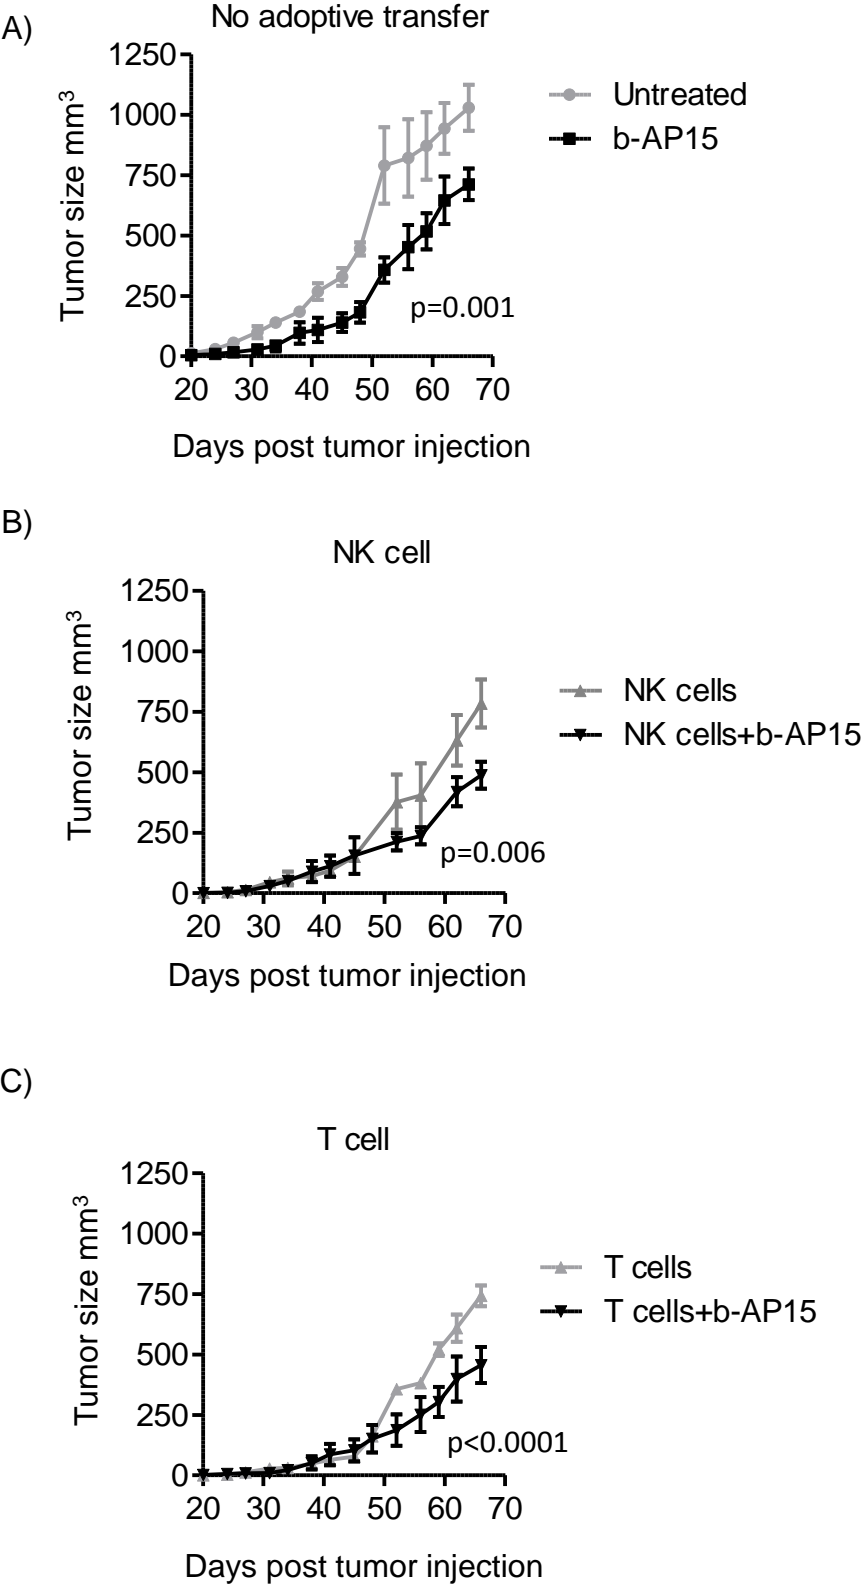 A)
No adoptive transfer
1250
1000
750
500
250
0
Tumor size mm³
20 30 40 50 60 70
Days post tumor injection
p=0.001
Untreated
b-AP15
B)
NK cell
1250
1000
750
500
250
0
Tumor size mm³
20 30 40 50 60 70
Days post tumor injection
p=0.006
NK cells
NK cells+b-AP15
C)
T cell
1250
1000
750
500
250
0
Tumor size mm³
20 30 40 50 60 70
Days post tumor injection
p<0.0001
T cells
T cells+b-AP15